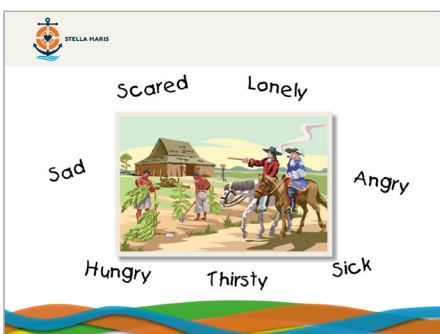 STELLA MARIS
Scared Lonely
Sad
Angry
Hungry Thirsty Sick